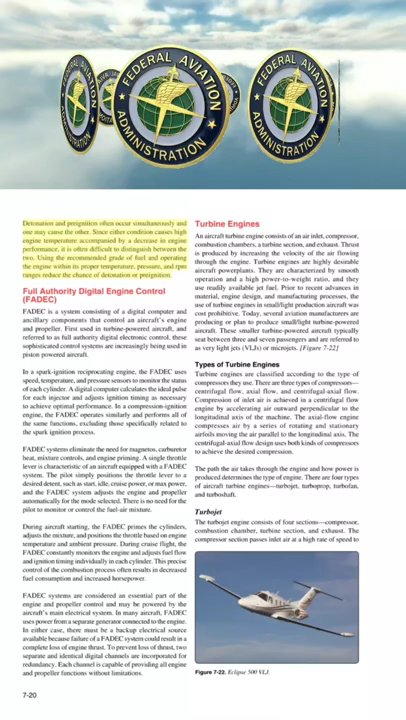 FEDERAL AVIATION
ADMINISTRATION
FEDERAL AVIATION
ADMINISTRATION
Detonation and preignition often occur simultaneously and
one may cause the other. Since either condition causes high
engine temperature accompanied by a decrease in engine
performance, it is often difficult to distinguish between the
two. Using the recommended grade of fuel and operating
the engine within its proper temperature, pressure, and rpm
ranges reduce the chance of detonation or preignition.
Full Authority Digital Engine Control
(FADEC)
FADEC is a system consisting of a digital computer and
ancillary components that control an aircraft's engine
and propeller. First used in turbine-powered aircraft, and
referred to as full authority digital electronic control, these
sophisticated control systems are increasingly being used in
piston powered aircraft.
In a spark-ignition reciprocating engine, the FADEC uses
speed, temperature, and pressure sensors to monitor the status
of each cylinder. A digital computer calculates the ideal pulse
for each injector and adjusts ignition timing as necessary
to achieve optimal performance. In a compression-ignition
engine, the FADEC operates similarly and performs all of
the same functions, excluding those specifically related to
the spark ignition process.
FADEC systems eliminate the need for magnetos, carburetor
heat, mixture controls, and engine priming. A single throttle
lever is characteristic of an aircraft equipped with a FADEC
system. The pilot simply positions the throttle lever to a
desired detent, such as start, idle, cruise power, or max power,
and the FADEC system adjusts the engine and propeller
automatically for the mode selected. There is no need for the
pilot to monitor or control the fuel-air mixture.
During aircraft starting, the FADEC primes the cylinders,
adjusts the mixture, and positions the throttle based on engine
temperature and ambient pressure. During cruise flight, the
FADEC constantly monitors the engine and adjusts fuel flow
and ignition timing individually in each cylinder. This precise
control of the combustion process often results in decreased
fuel consumption and increased horsepower.
FADEC systems are considered an essential part of the
engine and propeller control and may be powered by the
aircraft's main electrical system. In many aircraft, FADEC
uses power from a separate generator connected to the engine.
In either case, there must be a backup electrical source
available because failure of a FADEC system could result in a
complete loss of engine thrust. To prevent loss of thrust, two
separate and identical digital channels are incorporated for
redundancy. Each channel is capable of providing all engine
and propeller functions without limitations.
Turbine Engines
An aircraft turbine engine consists of an air inlet, compressor,
combustion chambers, a turbine section, and exhaust. Thrust
is produced by increasing the velocity of the air flowing
through the engine. Turbine engines are highly desirable
aircraft powerplants. They are characterized by smooth
operation and a high power-to-weight ratio, and they
use readily available jet fuel. Prior to recent advances in
material, engine design, and manufacturing processes, the
use of turbine engines in small/light production aircraft was
cost prohibitive. Today, several aviation manufacturers are
producing or plan to produce small/light turbine-powered
aircraft. These smaller turbine-powered aircraft typically
seat between three and seven passengers and are referred to
as very light jets (VLJs) or microjets. [Figure 7-22]
Types of Turbine Engines
Turbine engines are classified according to the type of
compressors they use. There are three types of compressors—
centrifugal flow, axial flow, and centrifugal-axial flow.
Compression of inlet air is achieved in a centrifugal flow
engine by accelerating air outward perpendicular to the
longitudinal axis of the machine. The axial-flow engine
compresses air by a series of rotating and stationary
airfoils moving the air parallel to the longitudinal axis. The
centrifugal-axial flow design uses both kinds of compressors
to achieve the desired compression.
The path the air takes through the engine and how power is
produced determines the type of engine. There are four types
of aircraft turbine engines—turbojet, turboprop, turbofan,
and turboshaft.
Turbojet
The turbojet engine consists of four sections—compressor,
combustion chamber, turbine section, and exhaust. The
compressor section passes inlet air at a high rate of speed to
Figure 7-22. Eclipse 500 VLJ.
7-20